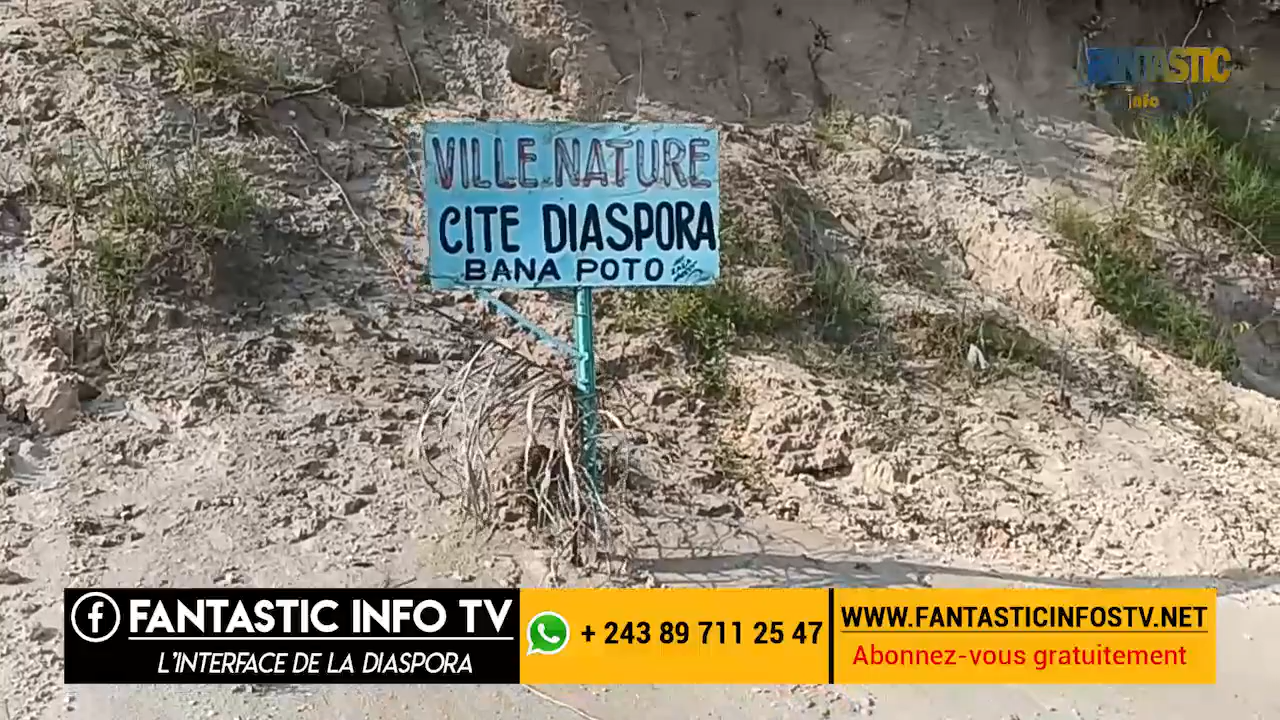 FANTASTIC
info
VILLE.NATURE
CITE DIASPORA
BANA POTO
FANTASTIC INFO TV
L'INTERFACE DE LA DIASPORA
+ 243 89 711 25 47
WWW.FANTASTICINFOSTV.NET
Abonnez-vous gratuitement